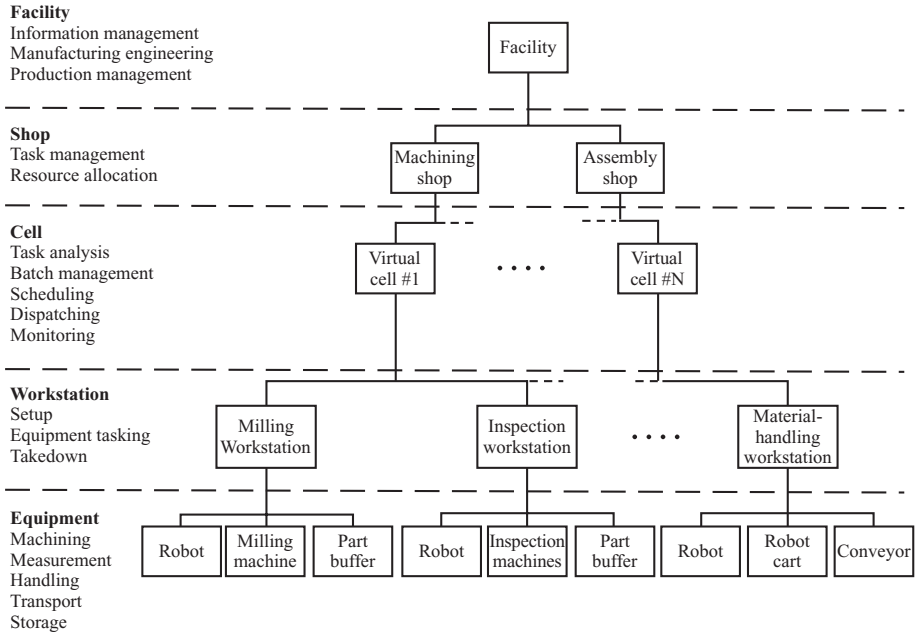 Facility
Information management
Manufacturing engineering
Production management
Facility
Shop
Task management
Resource allocation
Machining
shop
Assembly
shop
Cell
Task analysis
Batch management
Scheduling
Dispatching
Monitoring
Virtual
cell #1
Virtual
cell #N
Workstation
Setup
Equipment tasking
Takedown
Milling
Workstation
Inspection
workstation
Material-
handling
workstation
Equipment
Machining
Measurement
Handling
Transport
Storage
Robot
Milling
machine
Part
buffer
Robot
Inspection
machines
Part
buffer
Robot
Robot
cart
Conveyor